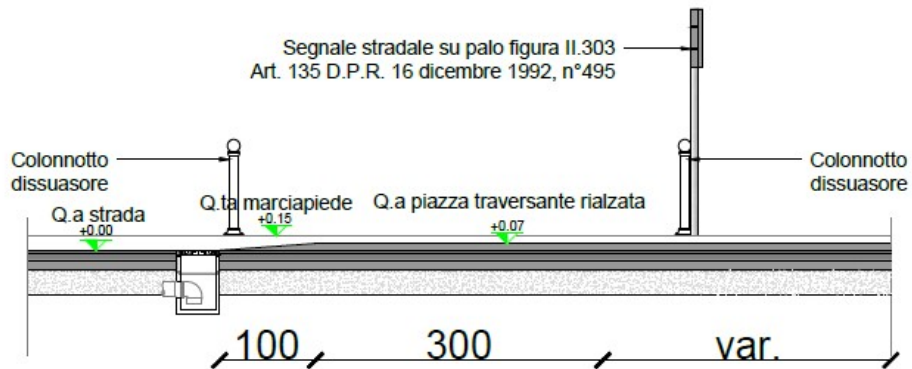 Segnale stradale su palo figura II.303
Art. 135 D.P.R. 16 dicembre 1992, n°495
Colonnotto
dissuasore
Colonnotto
dissuasore
Q.a strada
+0.00
Q.ta marciapiede
+0.15
Q.a piazza traversante rialzata
+0.07
100
300
var.